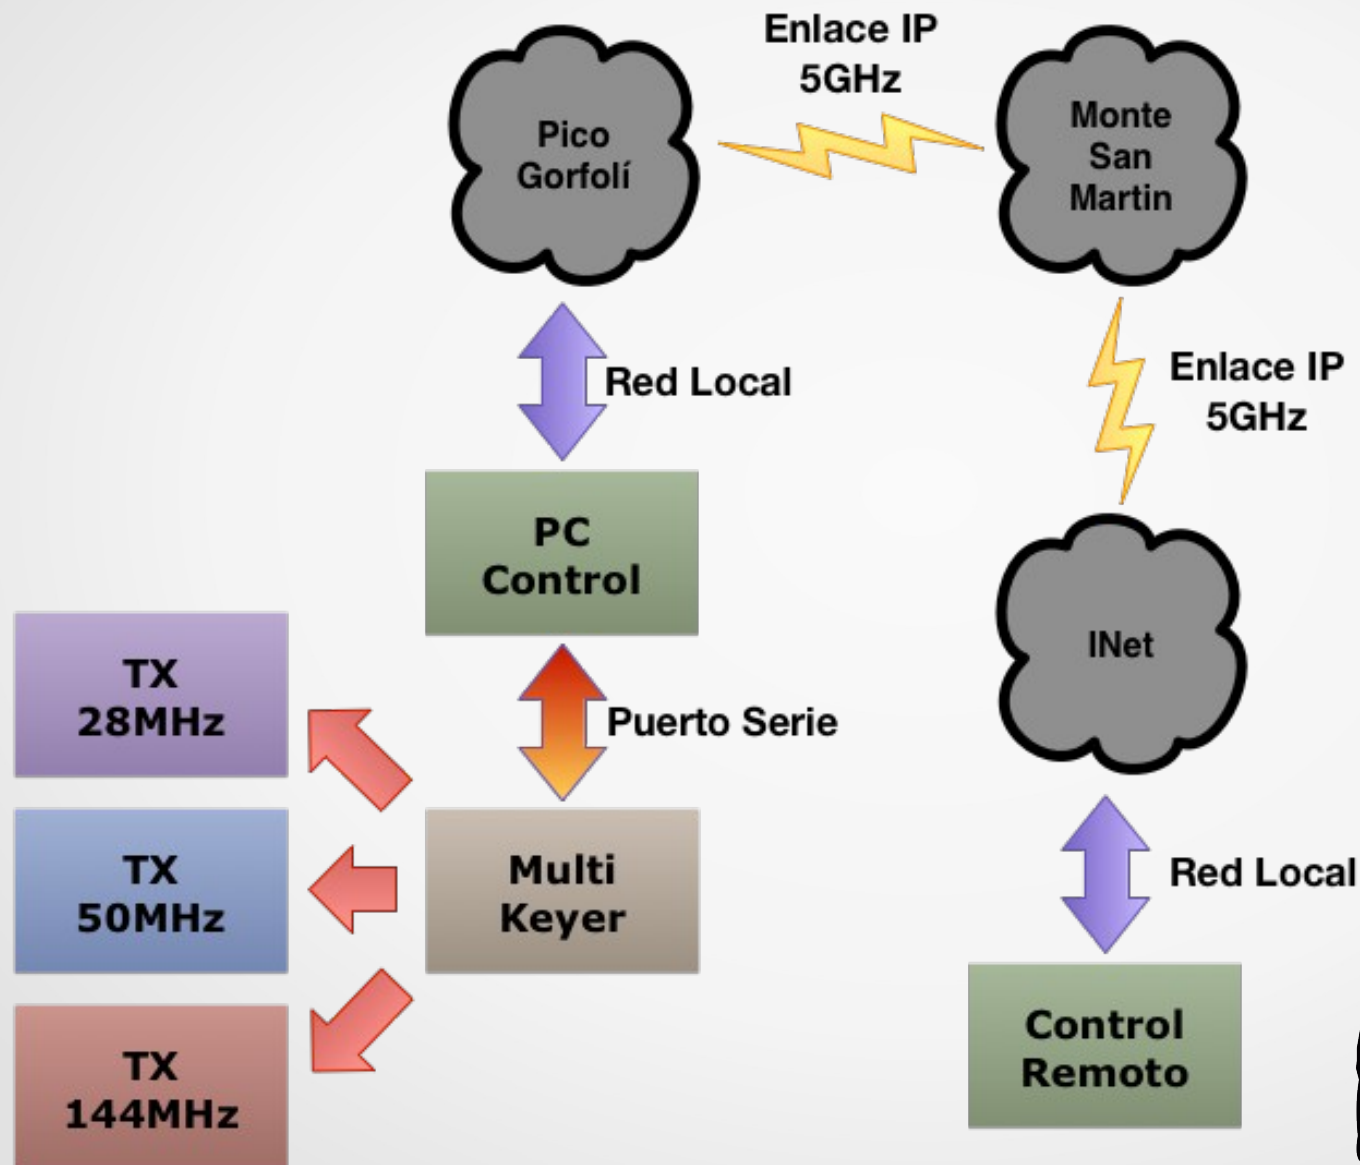 Enlace IP
5GHz
Pico
Gorfolí
Monte
San
Martin
Red Local
Enlace IP
5GHz
PC
Control
INet
TX
28MHz
Puerto Serie
TX
50MHz
Multi
Keyer
Red Local
TX
144MHz
Control
Remoto